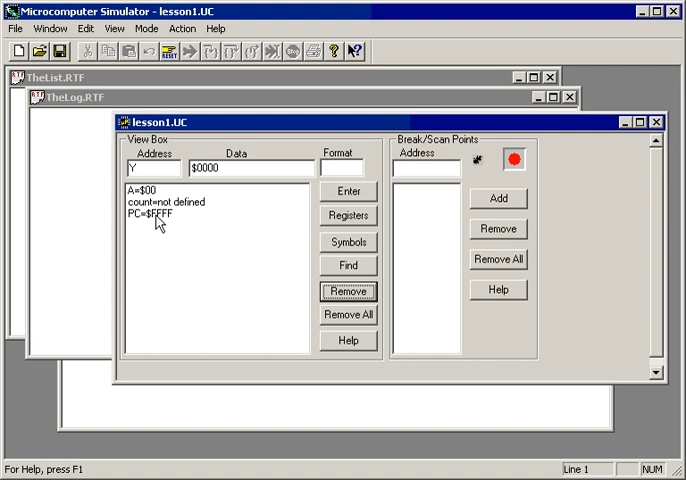 Microcomputer Simulator - lesson1.UC
File Window Edit View Mode Action Help
RESET
TheList.RTF
TheLog.RTF
lesson1.UC
View Box
Address Data Format
Y $0000
A=$00
count=not defined
PC=$FFFF
Enter
Registers
Symbols
Find
Remove
Remove All
Help
Break/Scan Points
Address
Add
Remove
Remove All
Help
For Help, press F1
Line 1
NUM